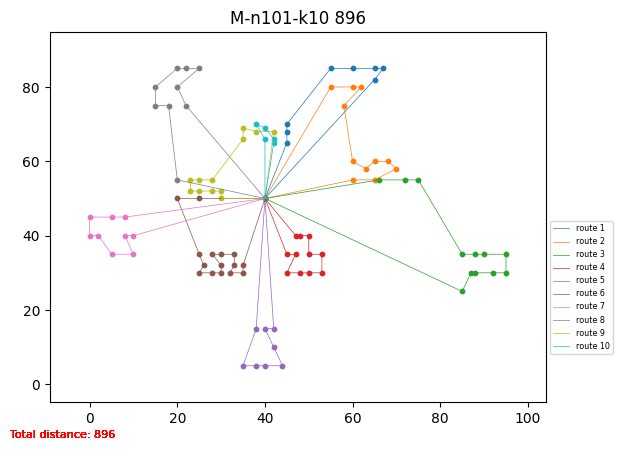 M-n101-k10 896
80
60
40
20
0
0 20 40 60 80 100
route 1
route 2
route 3
route 4
route 5
route 6
route 7
route 8
route 9
route 10
Total distance: 896